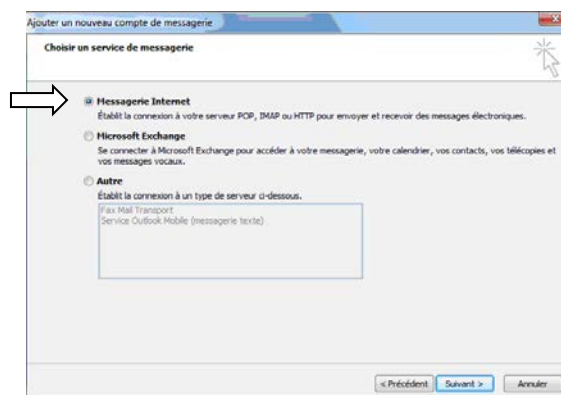 Ajouter un nouveau compte de messagerie
Choisir un service de messagerie
Messagerie Internet
Établit la connexion à votre serveur POP, IMAP ou HTTP pour envoyer et recevoir des messages électroniques.
Microsoft Exchange
Se connecter à Microsoft Exchange pour accéder à votre messagerie, votre calendrier, vos contacts, vos télécopies et
vos messages vocaux.
Autre
Établit la connexion à un type de serveur ci-dessous.
Fax Mail Transport
Service Outlook Mobile (messagerie texte)
< Précédent Suivant > Annuler